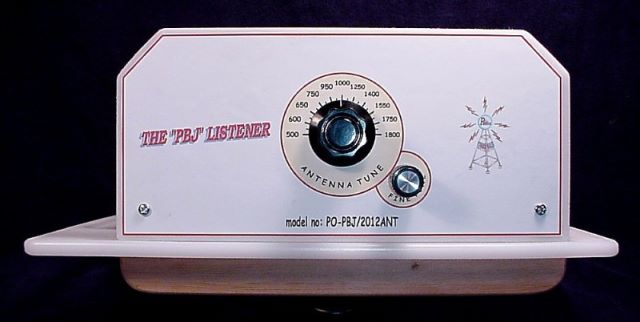 THE "PBJ" LISTENER
500 600 650 750 950 1000 1250 1400 1550 1700 1800
ANTENNA TUNE
FINE
model no: PO-PBJ/2012ANT